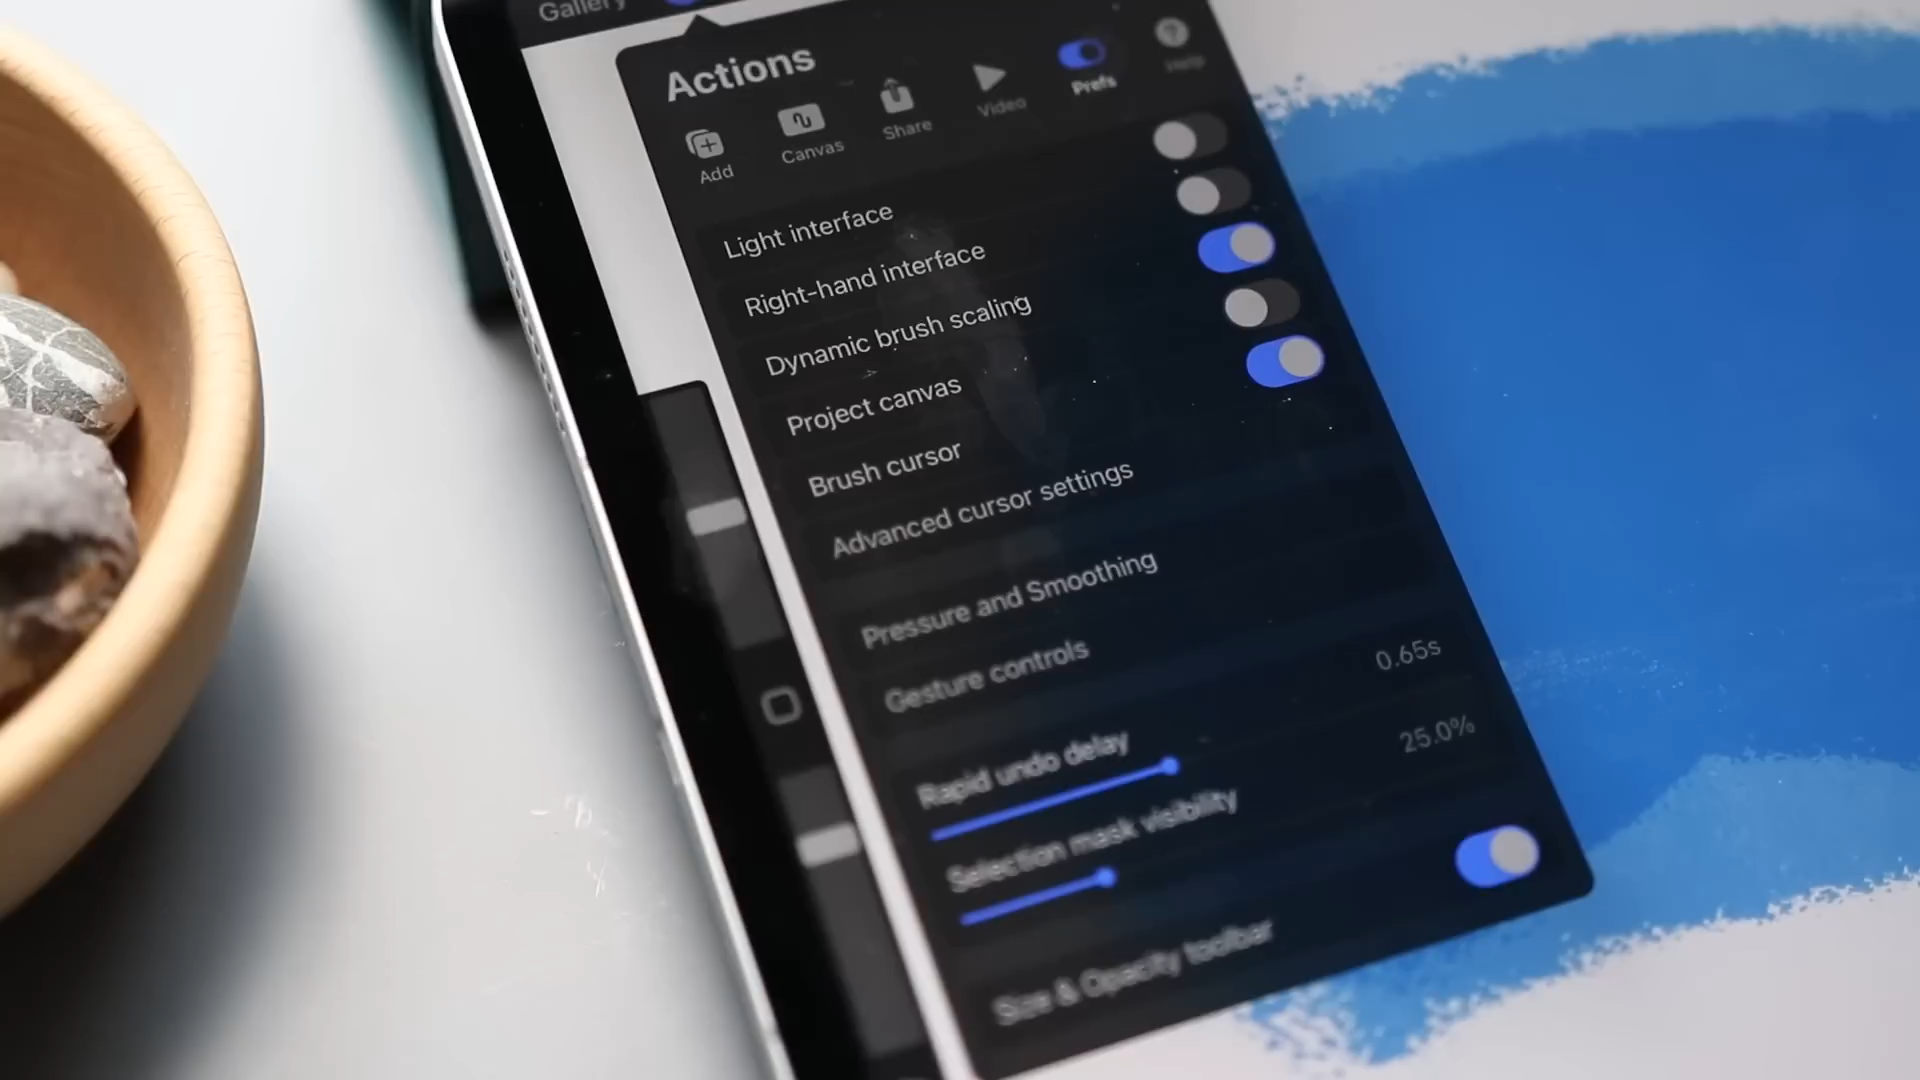 Gallery
Actions
Add
Canvas
Share
Video
Prefs
Help
Light interface
Right-hand interface
Dynamic brush scaling
Project canvas
Brush cursor
Advanced cursor settings
Pressure and Smoothing
Gesture controls
Rapid undo delay 0.65s
Selection mask visibility 25.0%
Size & Opacity toolbar